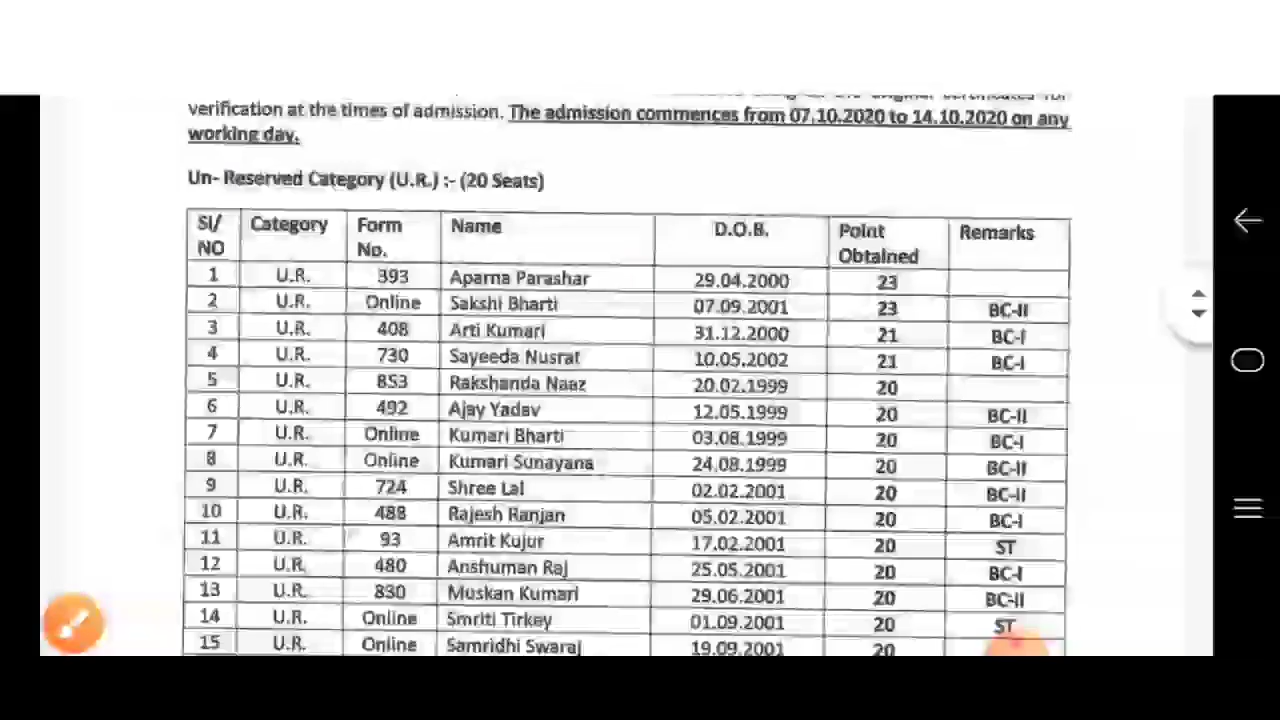 verification at the times of admission. The admission commences from 07.10.2020 to 14.10.2020 on any
working day.
Un- Reserved Category (U.R.) :- (20 Seats)
Sl/ NO Category Form No. Name D.O.B. Point Obtained Remarks
1 U.R. 393 Aparna Parashar 29.04.2000 23
2 U.R. Online Sakshi Bharti 07.09.2001 23 BC-II
3 U.R. 408 Arti Kumari 31.12.2000 21 BC-I
4 U.R. 730 Sayeeda Nusrat 10.05.2002 21 BC-I
5 U.R. 853 Rakshanda Naaz 20.02.1999 20
6 U.R. 492 Ajay Yadav 12.05.1999 20 BC-II
7 U.R. Online Kumari Bharti 03.08.1999 20 BC-I
8 U.R. Online Kumari Sunayana 24.08.1999 20 BC-II
9 U.R. 724 Shree Lal 02.02.2001 20 BC-II
10 U.R. 488 Rajesh Ranjan 05.02.2001 20 BC-I
11 U.R. 93 Amrit Kujur 17.02.2001 20 ST
12 U.R. 480 Anshuman Raj 25.05.2001 20 BC-I
13 U.R. 830 Muskan Kumari 29.06.2001 20 BC-II
14 U.R. Online Smriti Tirkey 01.09.2001 20 ST
15 U.R. Online Samridhi Swaraj 19.09.2001 20